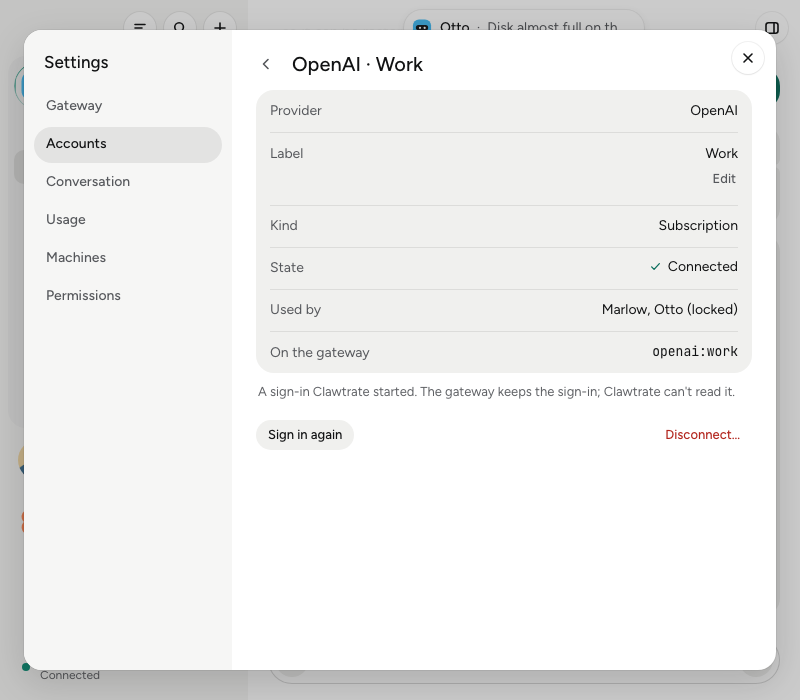 Otto · Disk almost full on th
Settings
Gateway
Accounts
Conversation
Usage
Machines
Permissions
OpenAI · Work
Provider OpenAI
Label Work
Edit
Kind Subscription
State Connected
Used by Marlow, Otto (locked)
On the gateway openai:work
A sign-in Clawtrate started. The gateway keeps the sign-in; Clawtrate can't read it.
Sign in again Disconnect…
Connected